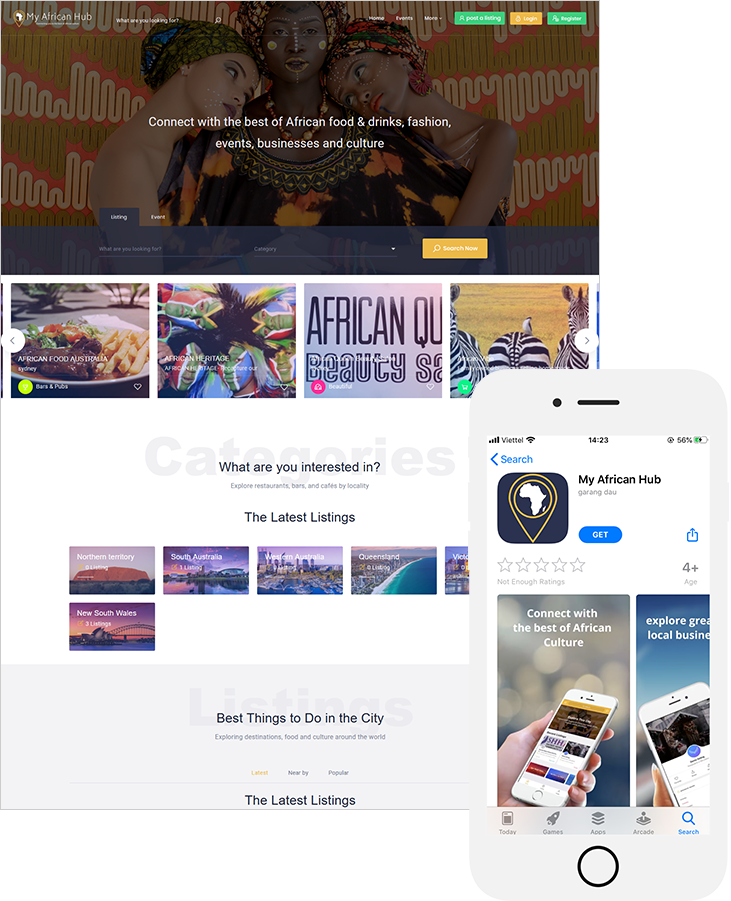 My African Hub
What are you looking for?
Home
Events
More
post a listing
Login
Register
Connect with the best of African food & drinks, fashion,
events, businesses and culture
Listing
Event
What are you looking for?
Category
Search Now
AFRICAN FOOD AUSTRALIA
sydney
Bars & Pubs
AFRICAN HERITAGE
AFRICAN QU
Beauty sa
Beautiful
Categories
What are you interested in?
Explore restaurants, bars, and cafés by locality
The Latest Listings
Northern territory
0 Listing
South Australia
1 Listing
Western Australia
0 Listing
Queensland
0 Listing
Victo
New South Wales
3 Listings
Listings
Best Things to Do in the City
Exploring destinations, food and culture around the world
Latest
Near by
Popular
The Latest Listings
Viettel
14:23
56%
Search
My African Hub
garang dau
GET
Not Enough Ratings
4+
Age
Connect with
the best of African
Culture
explore grea
local busine
Today
Games
Apps
Arcade
Search